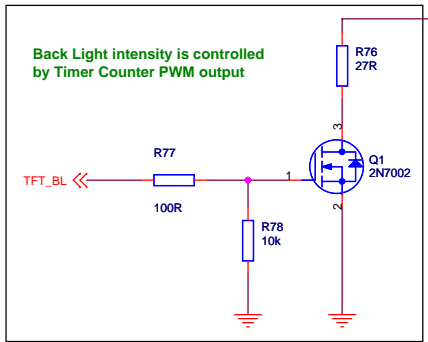 Back Light intensity is controlled
by Timer Counter PWM output
R76
27R
3
R77
Q1
2N7002
1
TFT_BL
100R
R78
10k
2